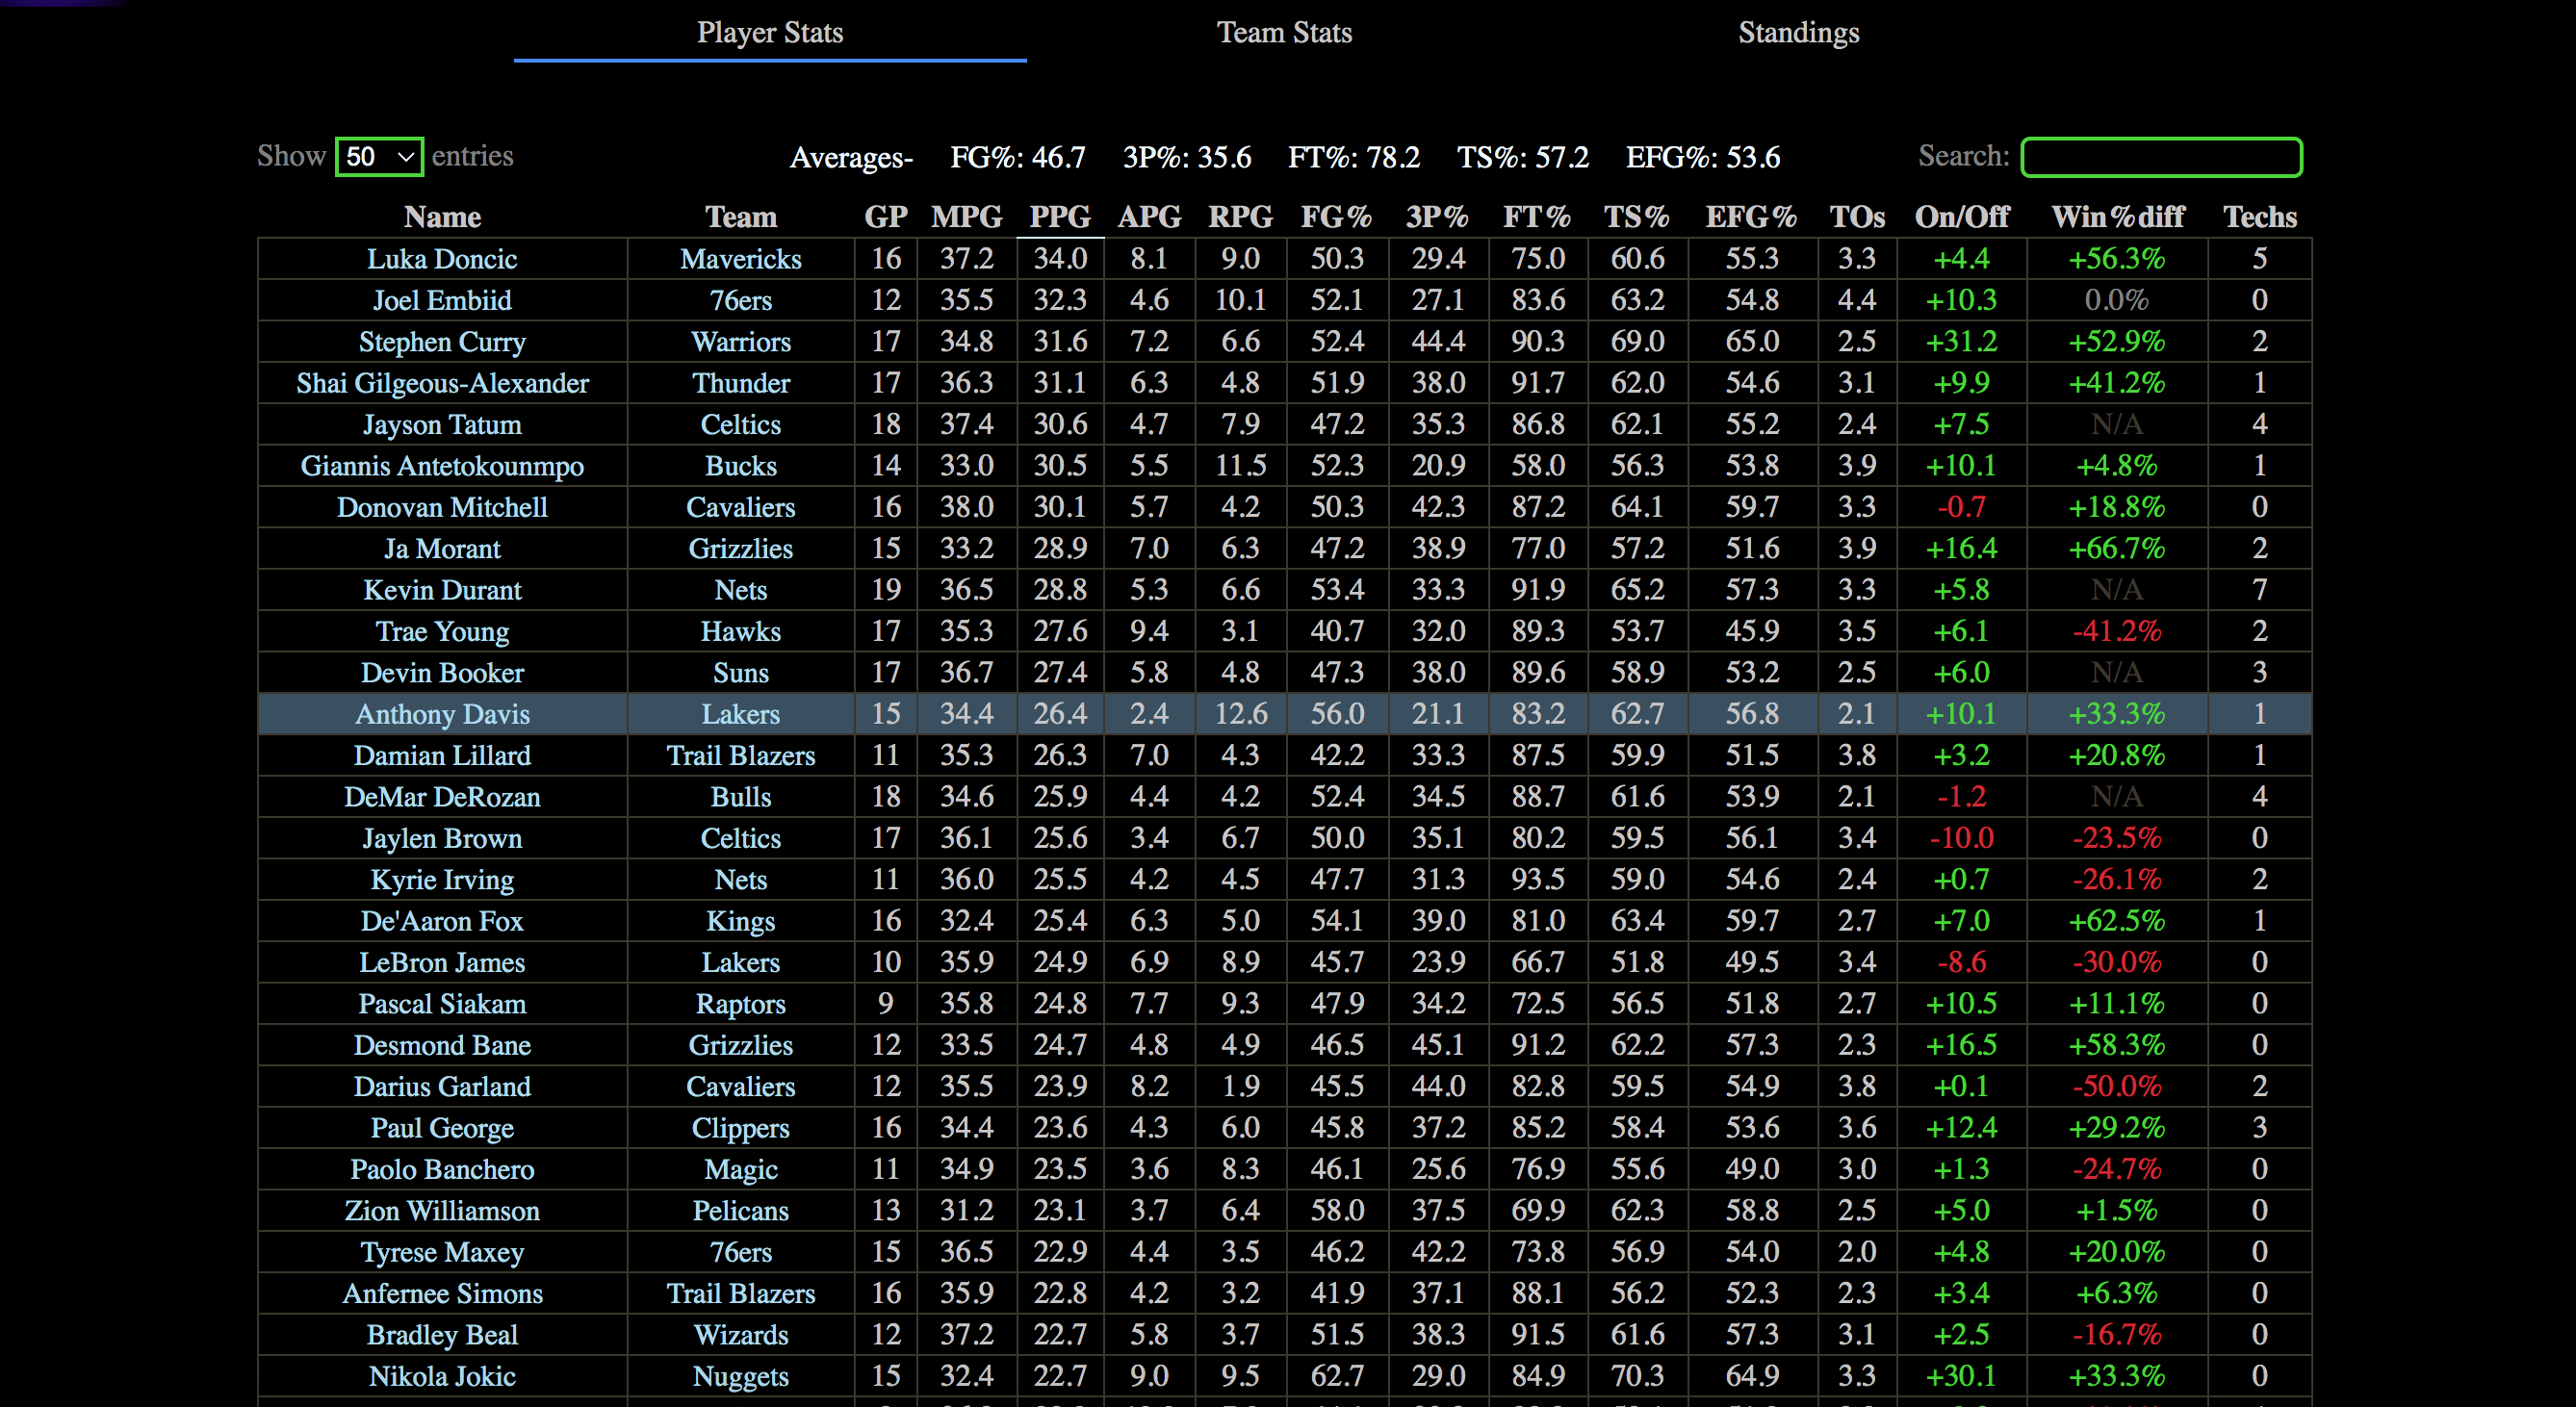 Player Stats Team Stats Standings
Show 50 entries Averages- FG%: 46.7 3P%: 35.6 FT%: 78.2 TS%: 57.2 EFG%: 53.6 Search:
Name Team GP MPG PPG APG RPG FG% 3P% FT% TS% EFG% TOs On/Off Win%diff Techs
Luka Doncic Mavericks 16 37.2 34.0 8.1 9.0 50.3 29.4 75.0 60.6 55.3 3.3 +4.4 +56.3% 5
Joel Embiid 76ers 12 35.5 32.3 4.6 10.1 52.1 27.1 83.6 63.2 54.8 4.4 +10.3 0.0% 0
Stephen Curry Warriors 17 34.8 31.6 7.2 6.6 52.4 44.4 90.3 69.0 65.0 2.5 +31.2 +52.9% 2
Shai Gilgeous-Alexander Thunder 17 36.3 31.1 6.3 4.8 51.9 38.0 91.7 62.0 54.6 3.1 +9.9 +41.2% 1
Jayson Tatum Celtics 18 37.4 30.6 4.7 7.9 47.2 35.3 86.8 62.1 55.2 2.4 +7.5 N/A 4
Giannis Antetokounmpo Bucks 14 33.0 30.5 5.5 11.5 52.3 20.9 58.0 56.3 53.8 3.9 +10.1 +4.8% 1
Donovan Mitchell Cavaliers 16 38.0 30.1 5.7 4.2 50.3 42.3 87.2 64.1 59.7 3.3 -0.7 +18.8% 0
Ja Morant Grizzlies 15 33.2 28.9 7.0 6.3 47.2 38.9 77.0 57.2 51.6 3.9 +16.4 +66.7% 2
Kevin Durant Nets 19 36.5 28.8 5.3 6.6 53.4 33.3 91.9 65.2 57.3 3.3 +5.8 N/A 7
Trae Young Hawks 17 35.3 27.6 9.4 3.1 40.7 32.0 89.3 53.7 45.9 3.5 +6.1 -41.2% 2
Devin Booker Suns 17 36.7 27.4 5.8 4.8 47.3 38.0 89.6 58.9 53.2 2.5 +6.0 N/A 3
Anthony Davis Lakers 15 34.4 26.4 2.4 12.6 56.0 21.1 83.2 62.7 56.8 2.1 +10.1 +33.3% 1
Damian Lillard Trail Blazers 11 35.3 26.3 7.0 4.3 42.2 33.3 87.5 59.9 51.5 3.8 +3.2 +20.8% 1
DeMar DeRozan Bulls 18 34.6 25.9 4.4 4.2 52.4 34.5 88.7 61.6 53.9 2.1 -1.2 N/A 4
Jaylen Brown Celtics 17 36.1 25.6 3.4 6.7 50.0 35.1 80.2 59.5 56.1 3.4 -10.0 -23.5% 0
Kyrie Irving Nets 11 36.0 25.5 4.2 4.5 47.7 31.3 93.5 59.0 54.6 2.4 +0.7 -26.1% 2
De'Aaron Fox Kings 16 32.4 25.4 6.3 5.0 54.1 39.0 81.0 63.4 59.7 2.7 +7.0 +62.5% 1
LeBron James Lakers 10 35.9 24.9 6.9 8.9 45.7 23.9 66.7 51.8 49.5 3.4 -8.6 -30.0% 0
Pascal Siakam Raptors 9 35.8 24.8 7.7 9.3 47.9 34.2 72.5 56.5 51.8 2.7 +10.5 +11.1% 0
Desmond Bane Grizzlies 12 33.5 24.7 4.8 4.9 46.5 45.1 91.2 62.2 57.3 2.3 +16.5 +58.3% 0
Darius Garland Cavaliers 12 35.5 23.9 8.2 1.9 45.5 44.0 82.8 59.5 54.9 3.8 +0.1 -50.0% 2
Paul George Clippers 16 34.4 23.6 4.3 6.0 45.8 37.2 85.2 58.4 53.6 3.6 +12.4 +29.2% 3
Paolo Banchero Magic 11 34.9 23.5 3.6 8.3 46.1 25.6 76.9 55.6 49.0 3.0 +1.3 -24.7% 0
Zion Williamson Pelicans 13 31.2 23.1 3.7 6.4 58.0 37.5 69.9 62.3 58.8 2.5 +5.0 +1.5% 0
Tyrese Maxey 76ers 15 36.5 22.9 4.4 3.5 46.2 42.2 73.8 56.9 54.0 2.0 +4.8 +20.0% 0
Anfernee Simons Trail Blazers 16 35.9 22.8 4.2 3.2 41.9 37.1 88.1 56.2 52.3 2.3 +3.4 +6.3% 0
Bradley Beal Wizards 12 37.2 22.7 5.8 3.7 51.5 38.3 91.5 61.6 57.3 3.1 +2.5 -16.7% 0
Nikola Jokic Nuggets 15 32.4 22.7 9.0 9.5 62.7 29.0 84.9 70.3 64.9 3.3 +30.1 +33.3% 0